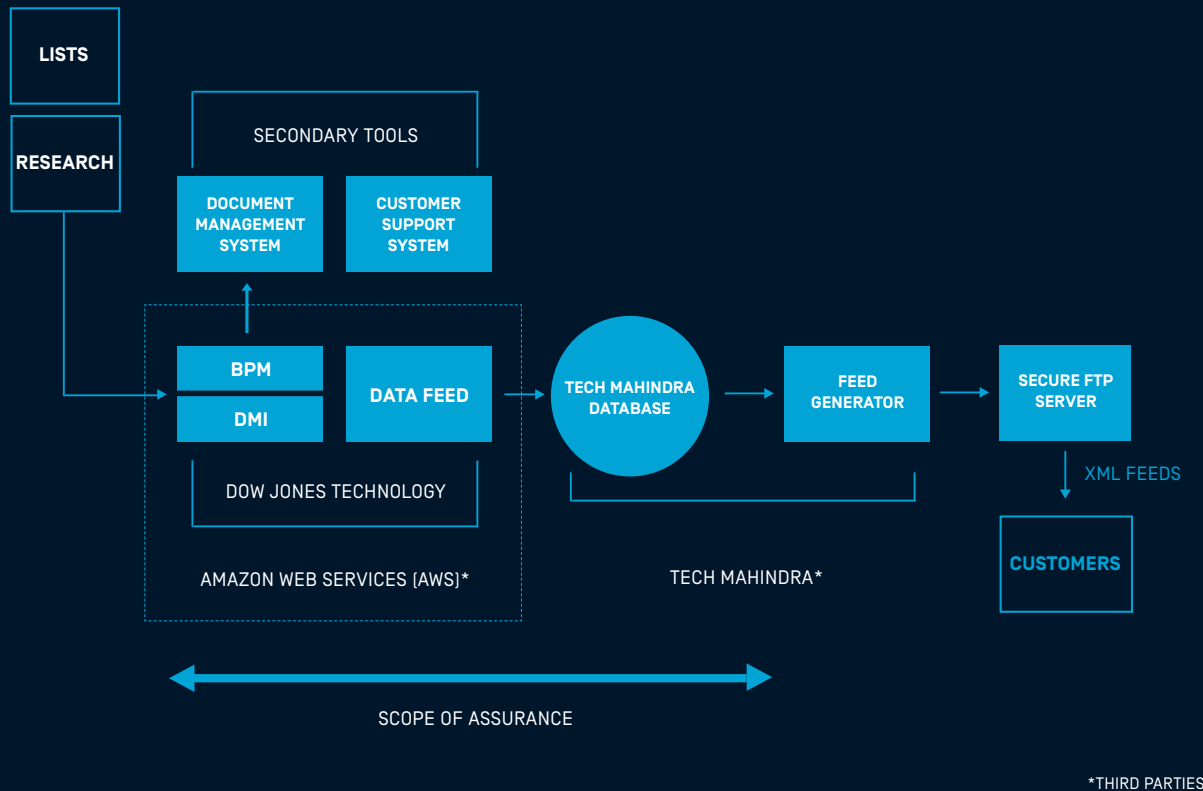 LISTS
RESEARCH
SECONDARY TOOLS
DOCUMENT
MANAGEMENT
SYSTEM
CUSTOMER
SUPPORT
SYSTEM
BPM
DMI
DATA FEED
DOW JONES TECHNOLOGY
AMAZON WEB SERVICES (AWS)*
TECH MAHINDRA
DATABASE
FEED
GENERATOR
TECH MAHINDRA*
SECURE FTP
SERVER
XML FEEDS
CUSTOMERS
SCOPE OF ASSURANCE
*THIRD PARTIES